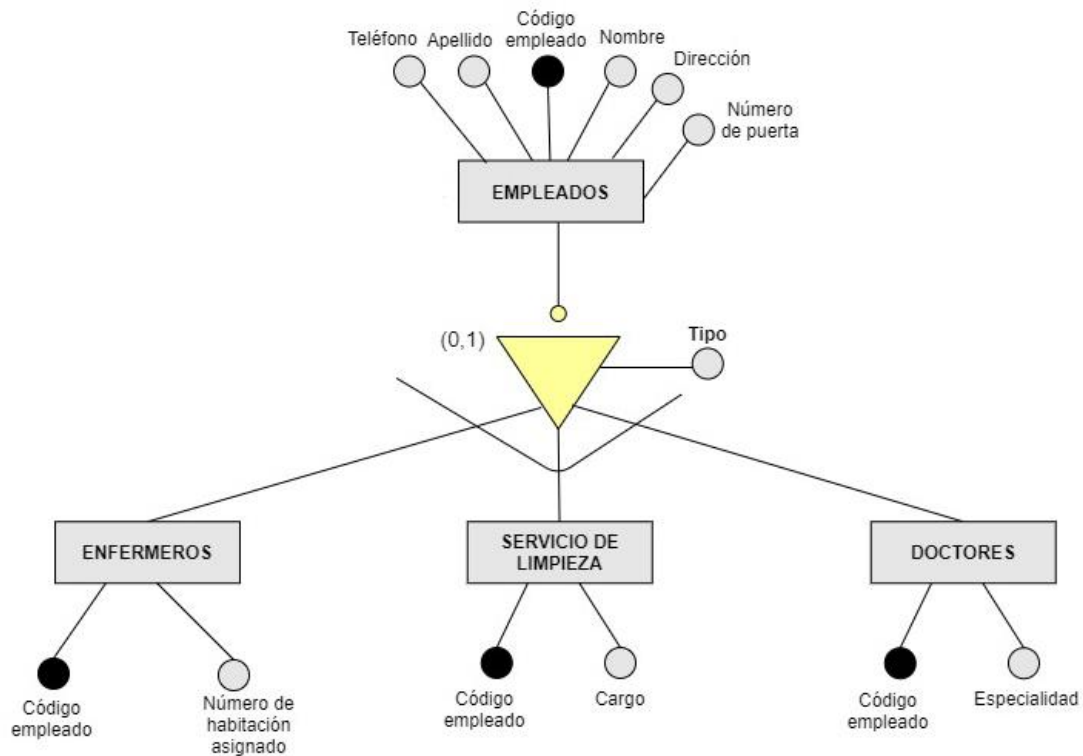 Teléfono
Apellido
Código
empleado
Nombre
Dirección
Número
de puerta
EMPLEADOS
(0,1)
Tipo
ENFERMEROS
SERVICIO DE
LIMPIEZA
DOCTORES
Código
empleado
Número de
habitación
asignado
Código
empleado
Cargo
Código
empleado
Especialidad